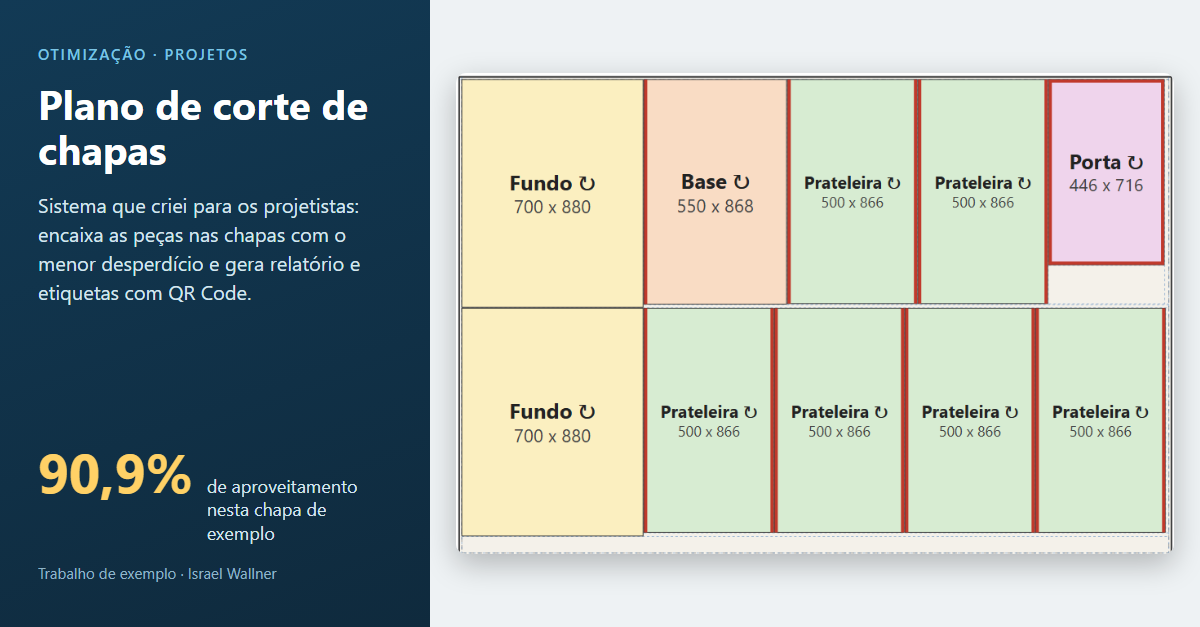 OTIMIZAÇÃO · PROJETOS
Plano de corte de
chapas
Sistema que criei para os projetistas:
encaixa as peças nas chapas com o
menor desperdício e gera relatório e
etiquetas com QR Code.
90,9%
de aproveitamento
nesta chapa de
exemplo
Trabalho de exemplo · Israel Wallner
Fundo ↻
700 x 880
Base ↻
550 x 868
Prateleira ↻
500 x 866
Prateleira ↻
500 x 866
Porta ↻
446 x 716
Fundo ↻
700 x 880
Prateleira ↻
500 x 866
Prateleira ↻
500 x 866
Prateleira ↻
500 x 866
Prateleira ↻
500 x 866